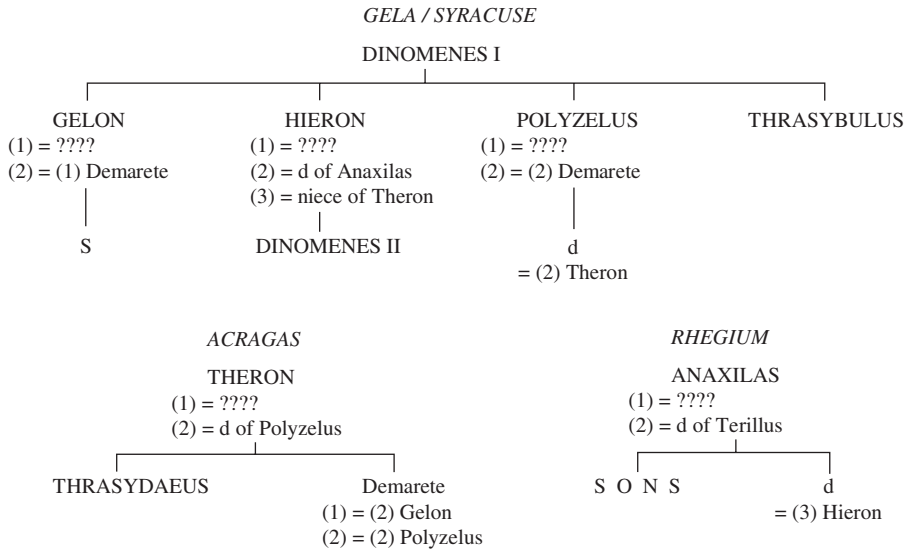 GELA / SYRACUSE
DINOMENES I
GELON
(1) = ????
(2) = (1) Demarete
S
HIERON
(1) = ????
(2) = d of Anaxilas
(3) = niece of Theron
DINOMENES II
POLYZELUS
(1) = ????
(2) = (2) Demarete
d
= (2) Theron
THRASYBULUS
ACRAGAS
THERON
(1) = ????
(2) = d of Polyzelus
THRASYDAEUS
Demarete
(1) = (2) Gelon
(2) = (2) Polyzelus
RHEGIUM
ANAXILAS
(1) = ????
(2) = d of Terillus
S O N S
d
= (3) Hieron